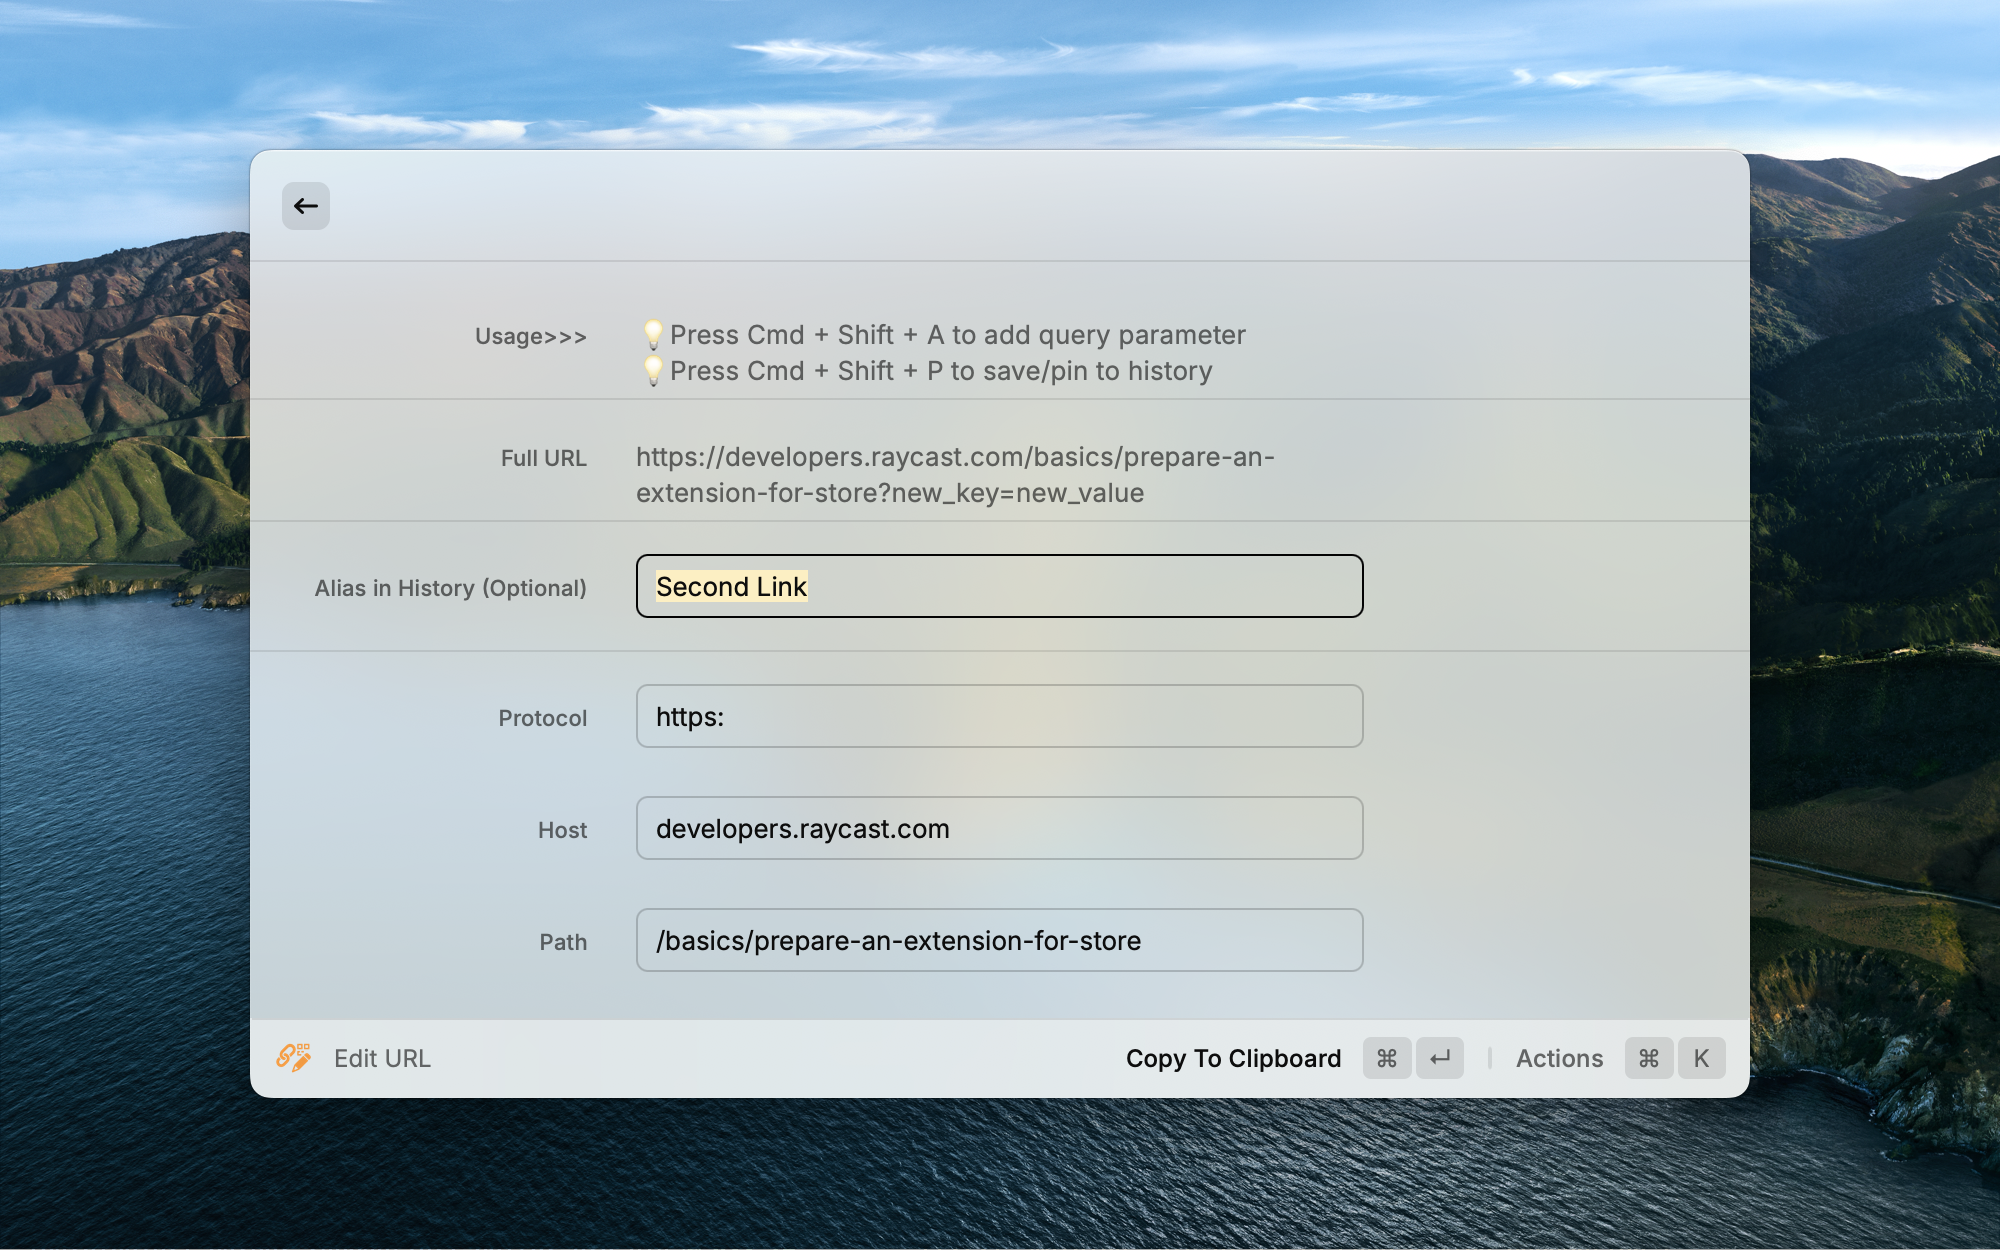 Usage>>>
💡Press Cmd + Shift + A to add query parameter
💡Press Cmd + Shift + P to save/pin to history
Full URL
https://developers.raycast.com/basics/prepare-an-
extension-for-store?new_key=new_value
Alias in History (Optional)
Second Link
Protocol
https:
Host
developers.raycast.com
Path
/basics/prepare-an-extension-for-store
Edit URL
Copy To Clipboard ⌘ ↵ | Actions ⌘ K